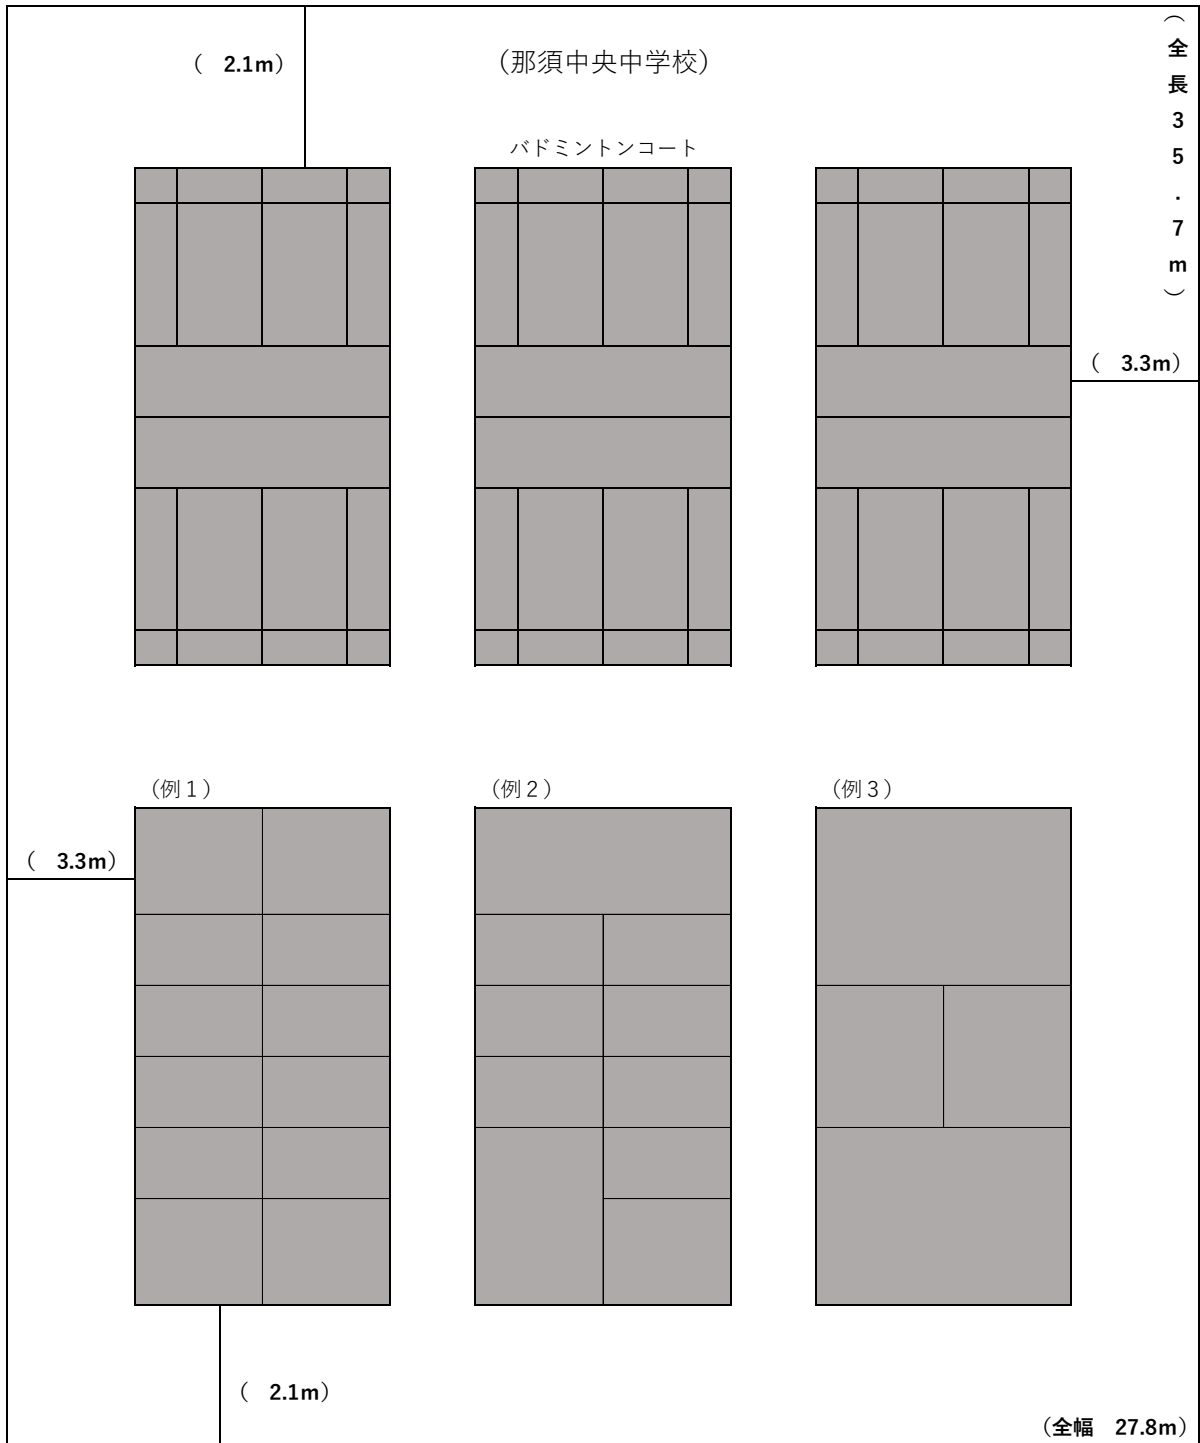 (　2.1m)
(那須中央中学校)
(全長35.7m)
バドミントンコート
(　3.3m)
(例1)
(例2)
(例3)
(　3.3m)
(　2.1m)
(全幅　27.8m)